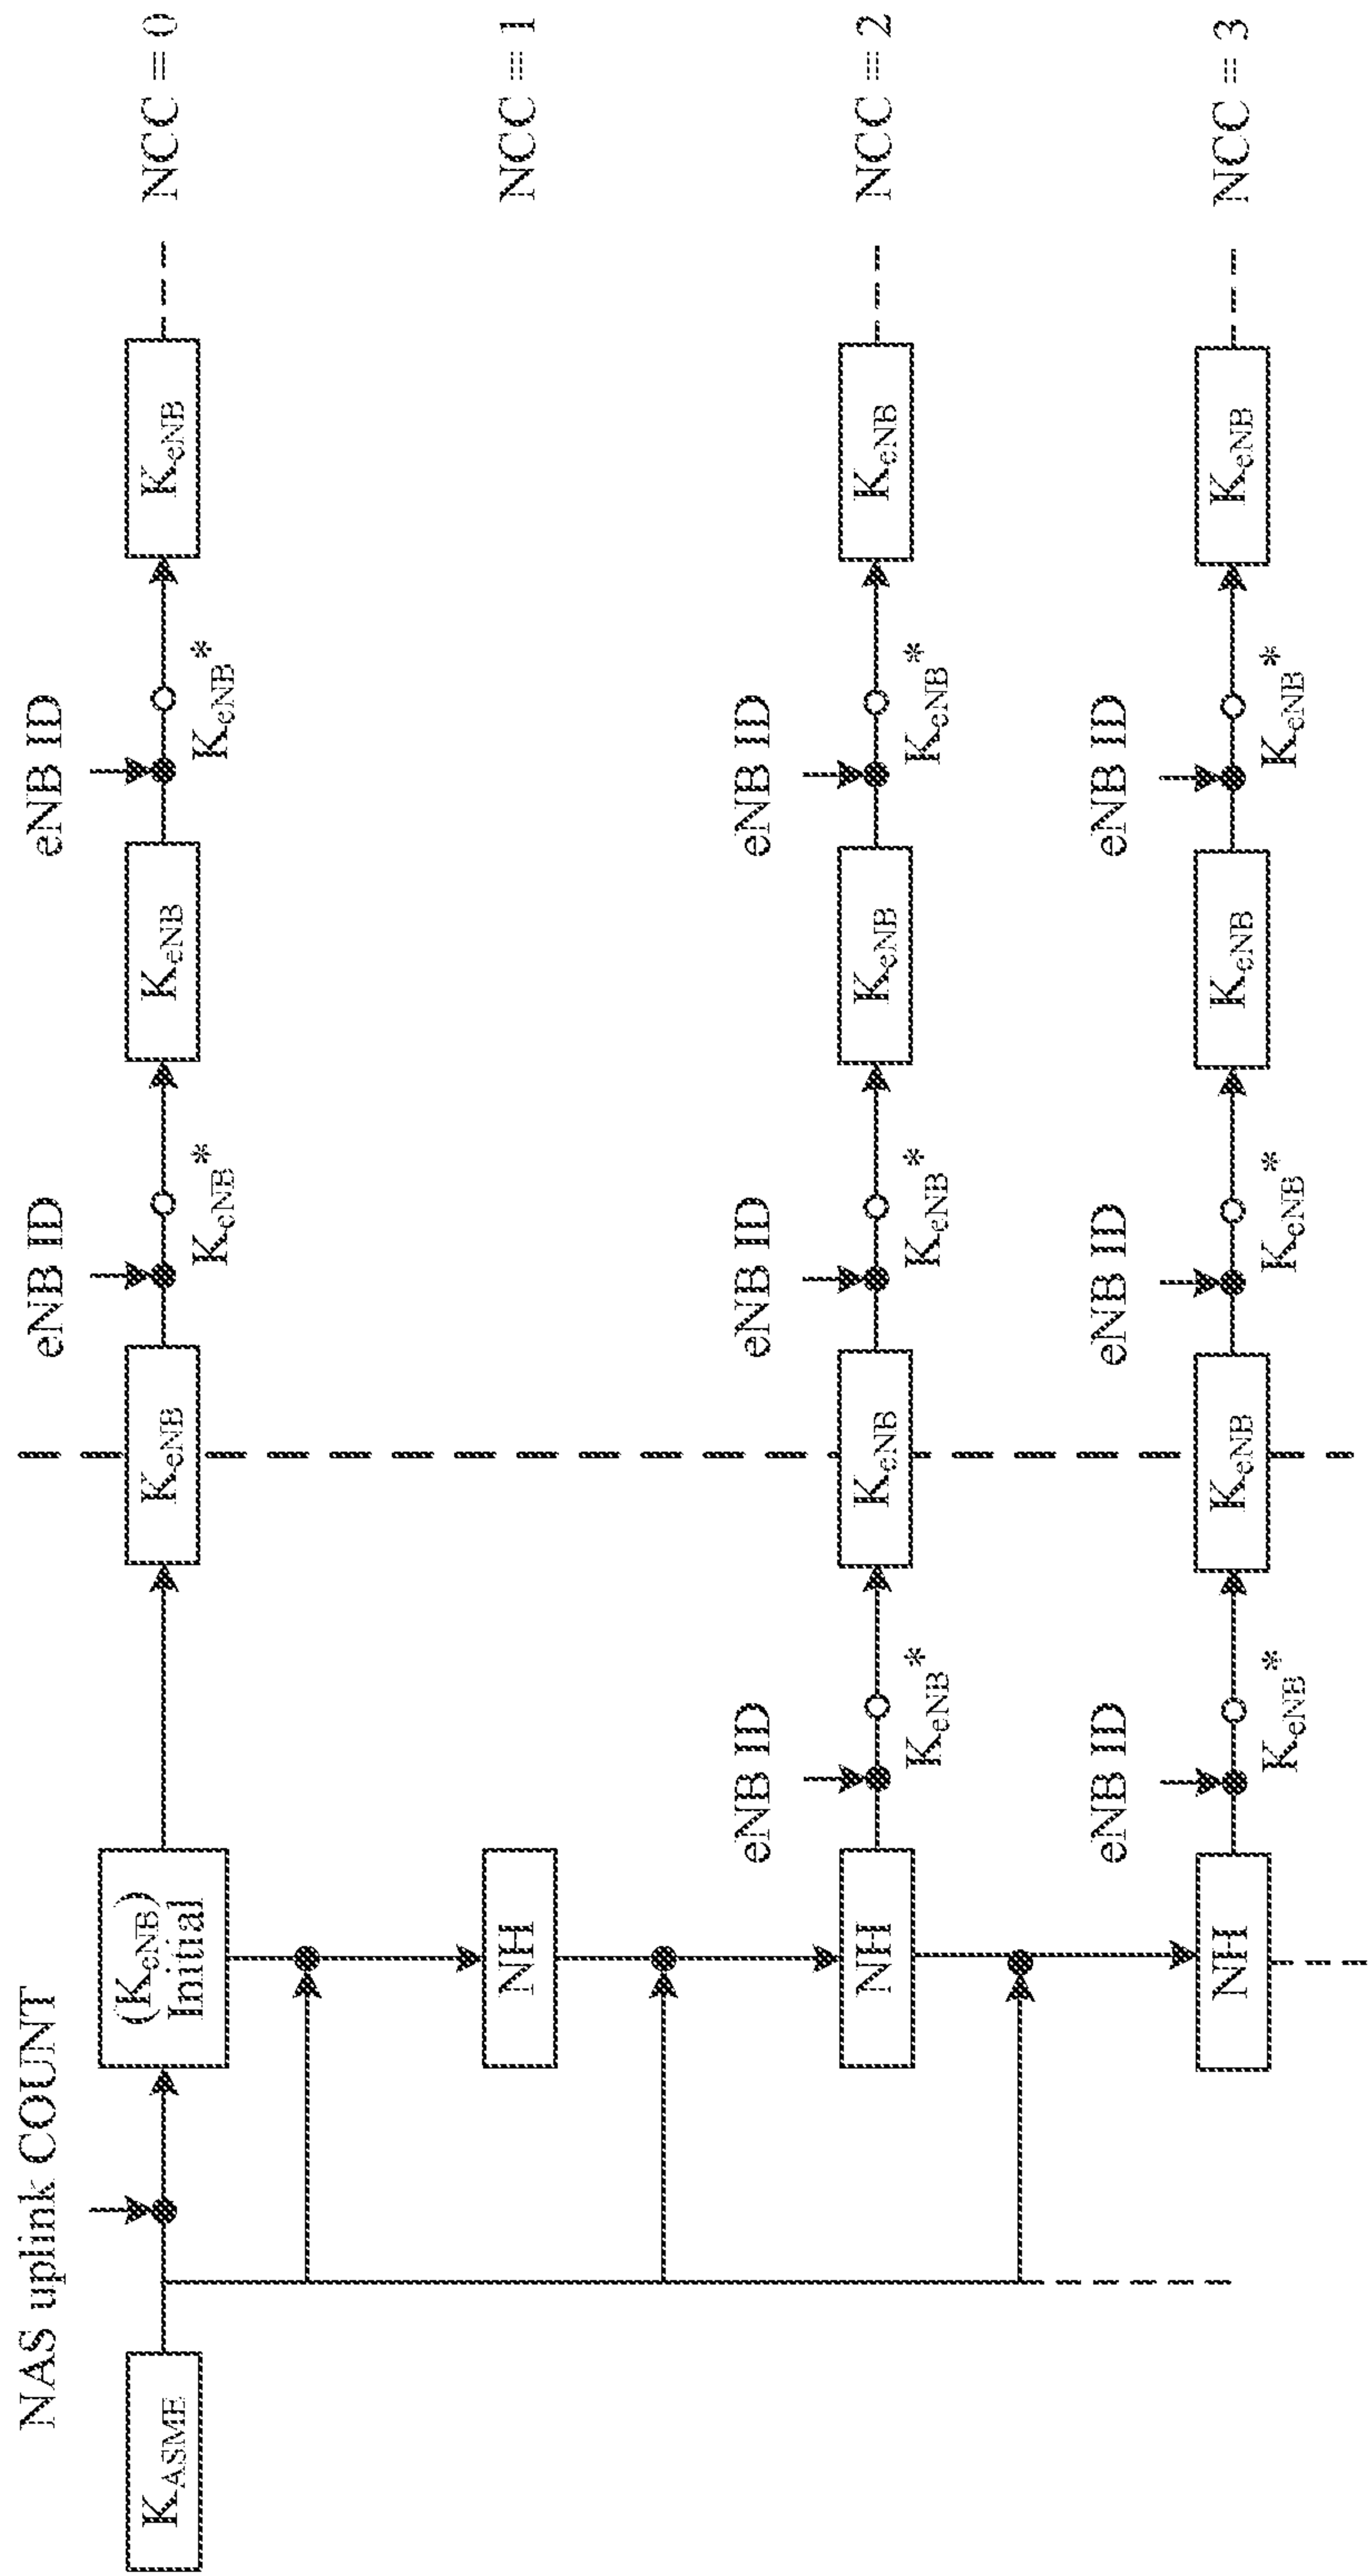 NAS uplink COUNT
K_ASME
(K_eNB)
Initial
K_eNB
eNB ID
K_eNB*
K_eNB
eNB ID
K_eNB*
K_eNB
NCC = 0
NH
NCC = 1
NH
eNB ID
K_eNB*
K_eNB
eNB ID
K_eNB*
K_eNB
eNB ID
K_eNB*
K_eNB
NCC = 2
NH
eNB ID
K_eNB*
K_eNB
eNB ID
K_eNB*
K_eNB
eNB ID
K_eNB*
K_eNB
NCC = 3